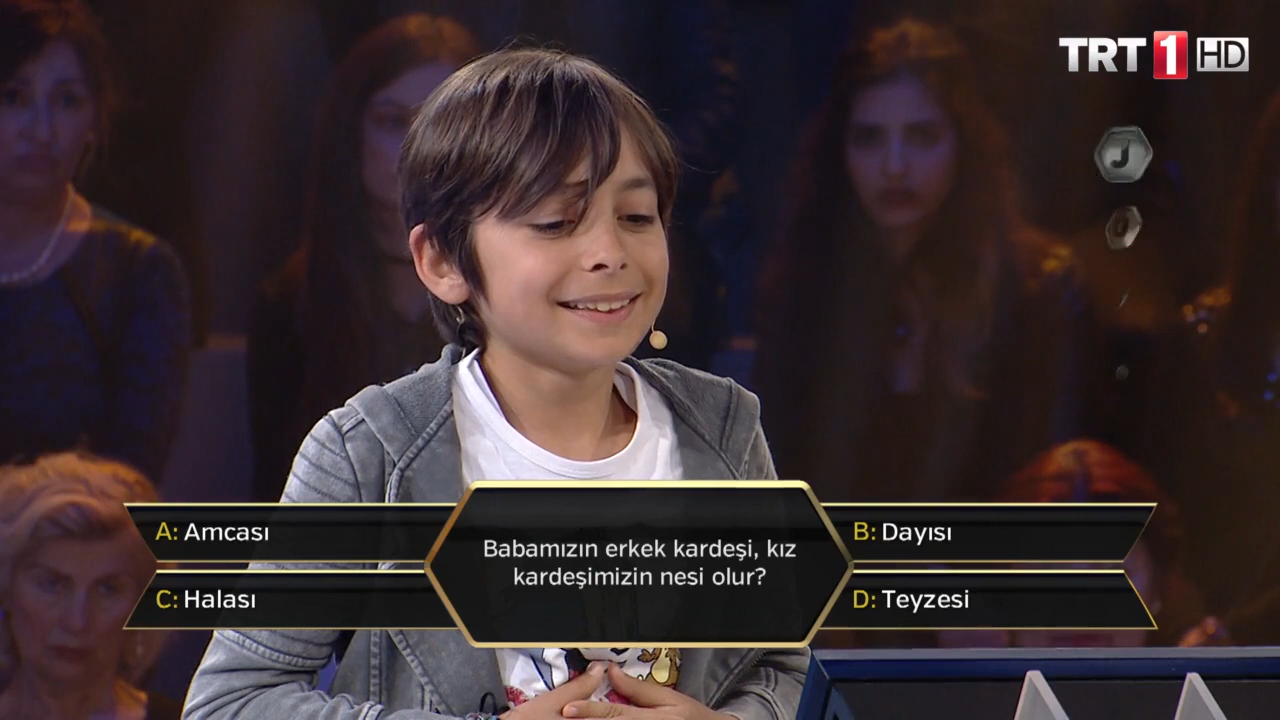 TRT 1 HD
J
Babamızın erkek kardeşi, kız
kardeşimizin nesi olur?
A: Amcası
B: Dayısı
C: Halası
D: Teyzesi